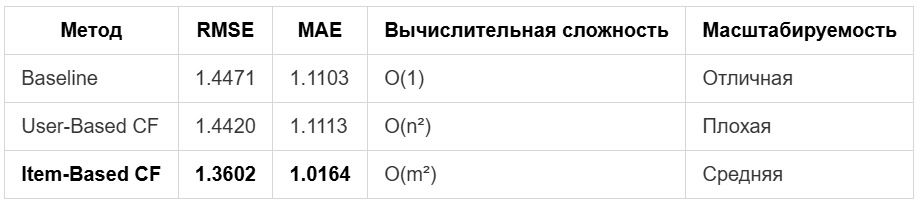 Метод RMSE MAE Вычислительная сложность Масштабируемость
Baseline 1.4471 1.1103 O(1) Отличная
User-Based CF 1.4420 1.1113 O(n²) Плохая
Item-Based CF 1.3602 1.0164 O(m²) Средняя